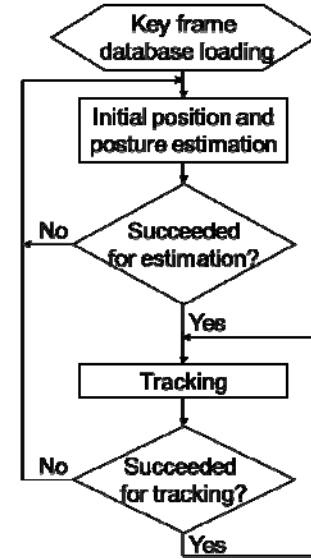 Key frame
database loading
Initial position and
posture estimation
No
Succeeded
for estimation?
Yes
Tracking
No
Succeeded
for tracking?
Yes